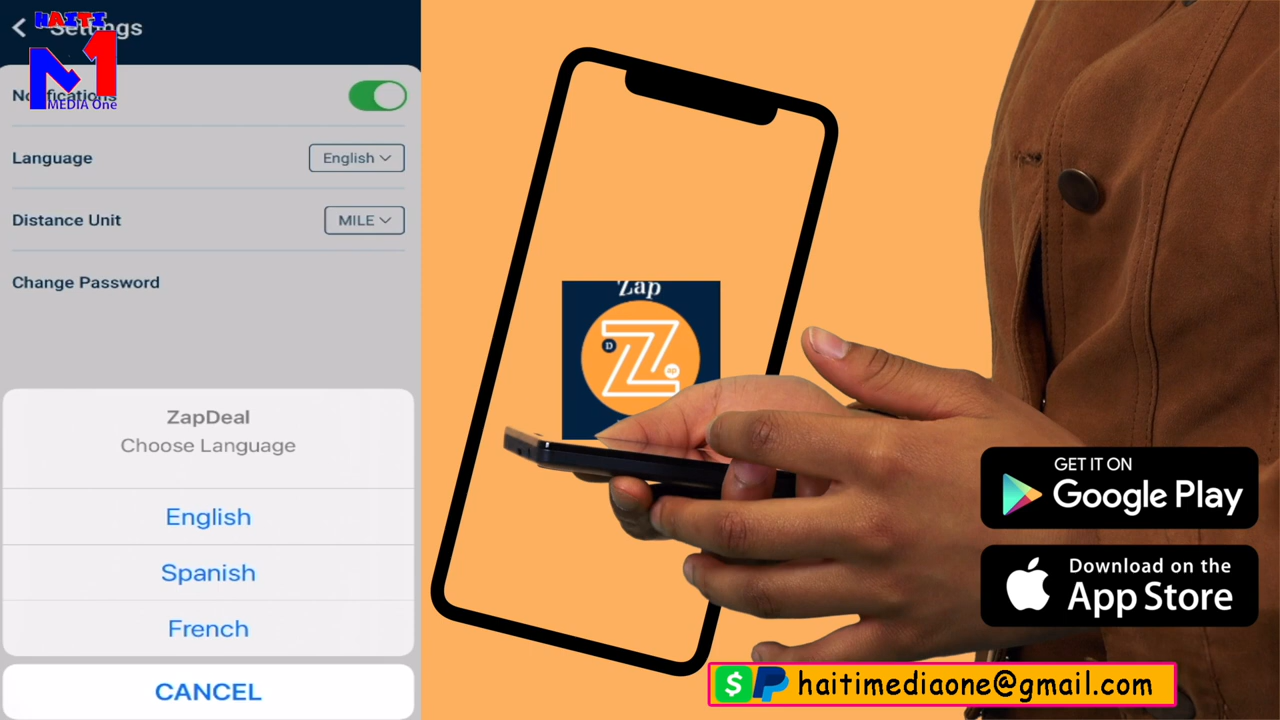 HAITI
Settings
MEDIA One
Notifications
Language
English
Distance Unit
MILE
Change Password
ZapDeal
Choose Language
English
Spanish
French
CANCEL
Zap
D
Z
zap
GET IT ON
Google Play
Download on the
App Store
$ haitimediaone@gmail.com